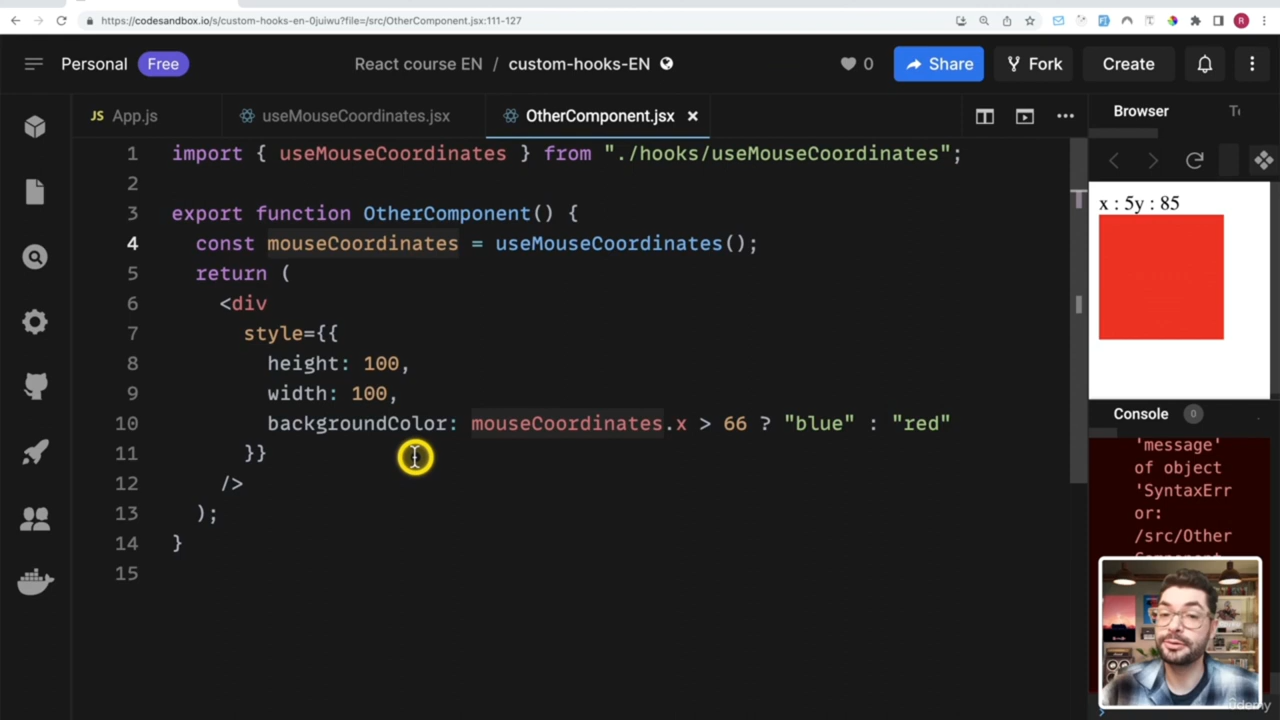 https://codesandbox.io/s/custom-hooks-en-0juiwu?file=/src/OtherComponent.jsx:111-127
R
Personal Free React course EN / custom-hooks-EN 0 Share Fork Create
JS App.js useMouseCoordinates.jsx OtherComponent.jsx × Browser
1 import { useMouseCoordinates } from "./hooks/useMouseCoordinates";
2
3 export function OtherComponent() {
4 const mouseCoordinates = useMouseCoordinates();
5 return (
6 <div
7 style={{
8 height: 100,
9 width: 100,
10 backgroundColor: mouseCoordinates.x > 66 ? "blue" : "red"
11 }}
12 />
13 );
14 }
15
x : 5y : 85
Console 0
'message'
of object
'SyntaxErr
or:
/src/Other
Component
ûdemy